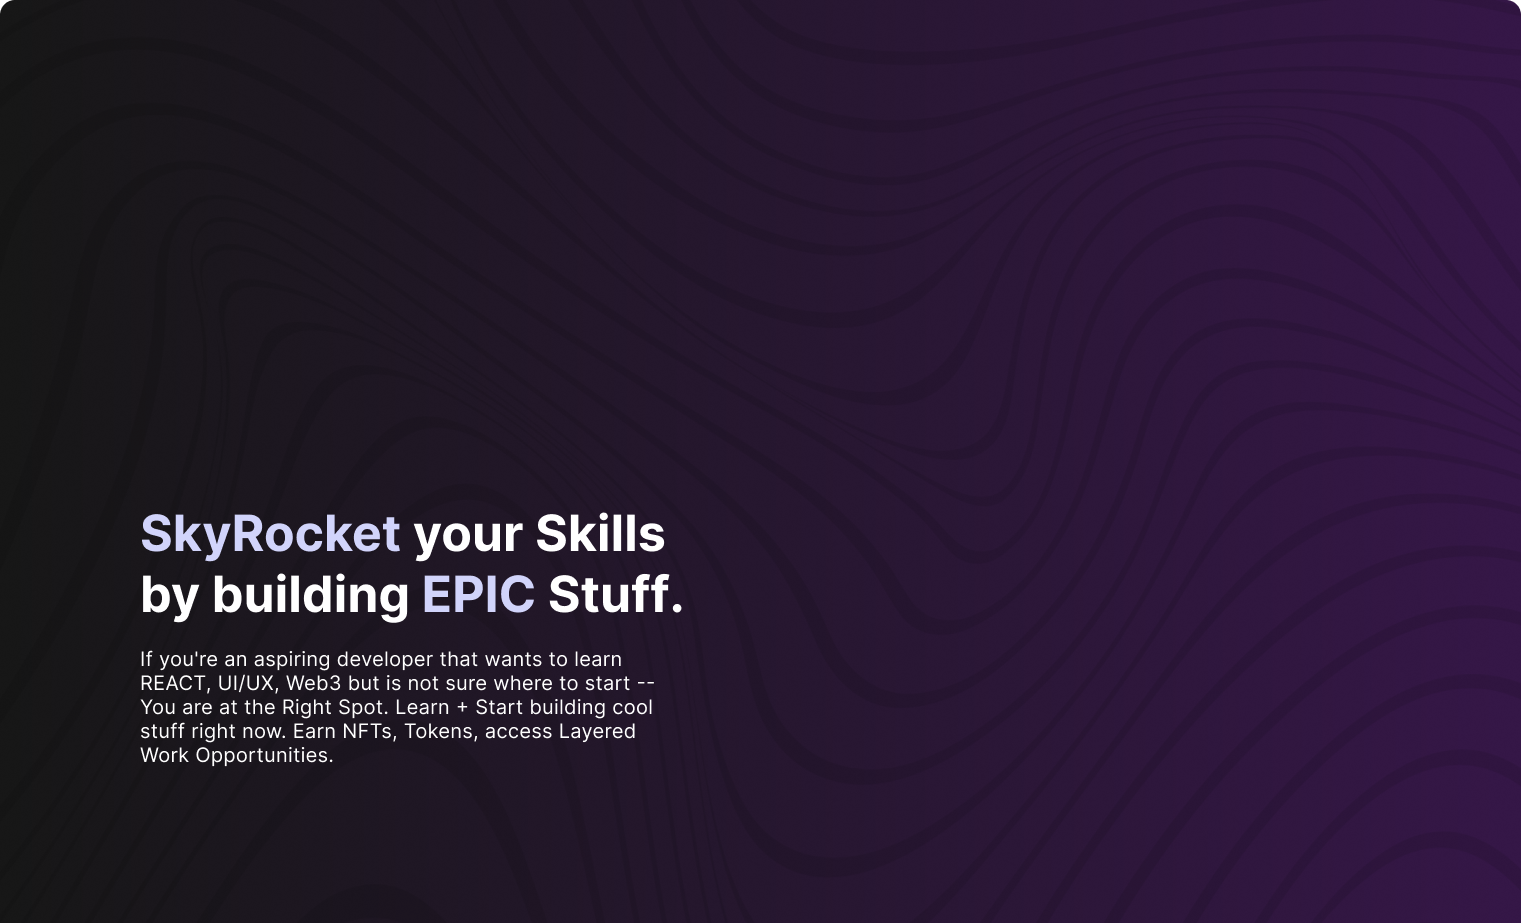 SkyRocket your Skills
by building EPIC Stuff.
If you're an aspiring developer that wants to learn
REACT, UI/UX, Web3 but is not sure where to start --
You are at the Right Spot. Learn + Start building cool
stuff right now. Earn NFTs, Tokens, access Layered
Work Opportunities.